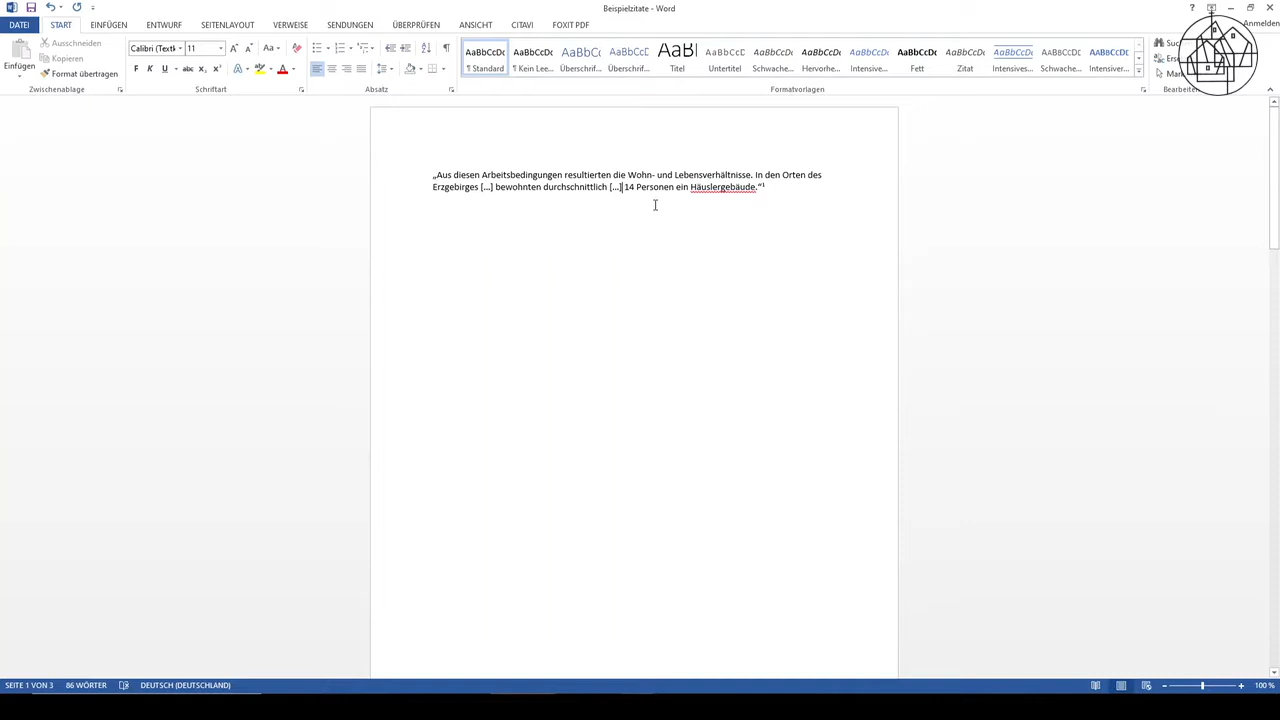 Beispielzitate - Word
Anmelden
DATEI START EINFÜGEN ENTWURF SEITENLAYOUT VERWEISE SENDUNGEN ÜBERPRÜFEN ANSICHT CITAVI FOXIT PDF
Einfügen
Ausschneiden
Kopieren
Format übertragen
Zwischenablage
Calibri (Textk 11
F K U
Schriftart
Absatz
AaBbCcDc AaBbCcDc AaBbCc AaBbCcC AaBl AaBbCcC AaBbCcDc AaBbCcDc AaBbCcDc AaBbCcDc AaBbCcDc AaBbCcDc AaBbCcDc AaBbCcDc
¶ Standard ¶ Kein Lee... Überschrif... Überschrif... Titel Untertitel Schwache... Hervorhe... Intensive... Fett Zitat Intensives... Schwache... Intensiver...
Formatvorlagen
„Aus diesen Arbeitsbedingungen resultierten die Wohn- und Lebensverhältnisse. In den Orten des
Erzgebirges [...] bewohnten durchschnittlich [...] 14 Personen ein Häuslergebäude.“¹
SEITE 1 VON 3 86 WÖRTER DEUTSCH (DEUTSCHLAND) 100 %